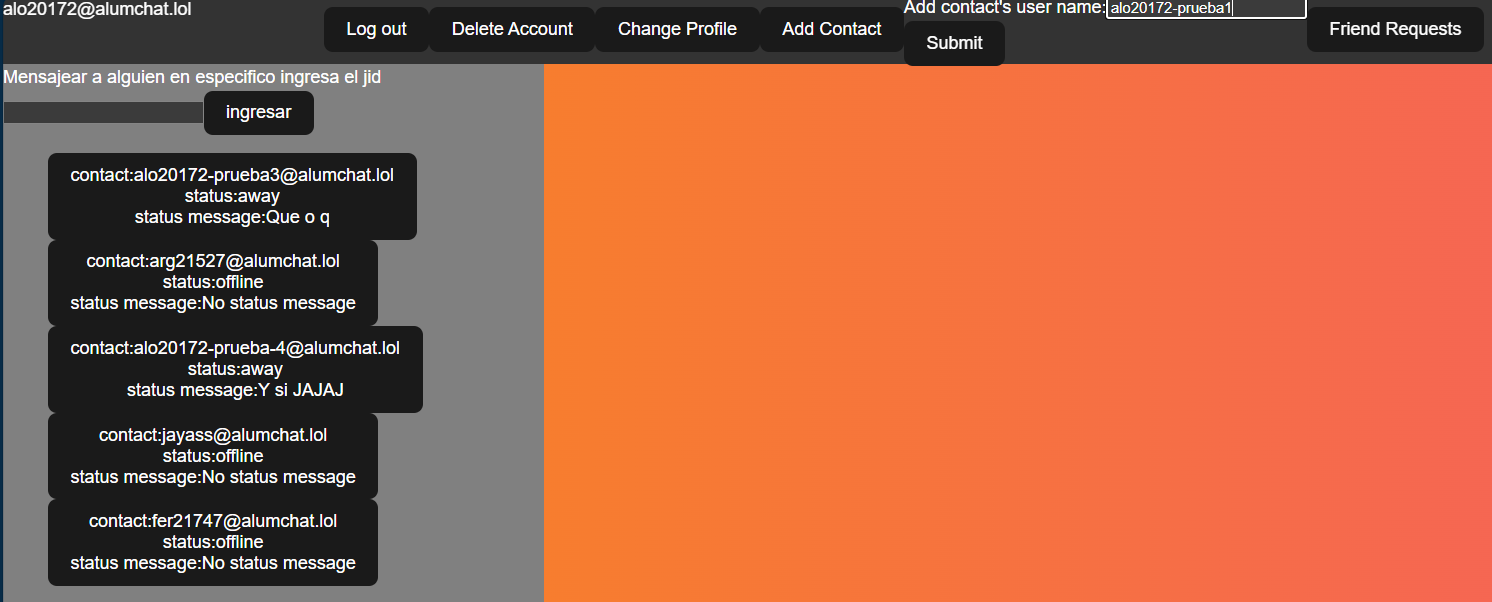 alo20172@alumchat.lol
Log out
Delete Account
Change Profile
Add Contact
Add contact's user name:alo20172-prueba1
Submit
Friend Requests
Mensajear a alguien en especifico ingresa el jid
ingresar
contact:alo20172-prueba3@alumchat.lol
status:away
status message:Que o q
contact:arg21527@alumchat.lol
status:offline
status message:No status message
contact:alo20172-prueba-4@alumchat.lol
status:away
status message:Y si JAJAJ
contact:jayass@alumchat.lol
status:offline
status message:No status message
contact:fer21747@alumchat.lol
status:offline
status message:No status message